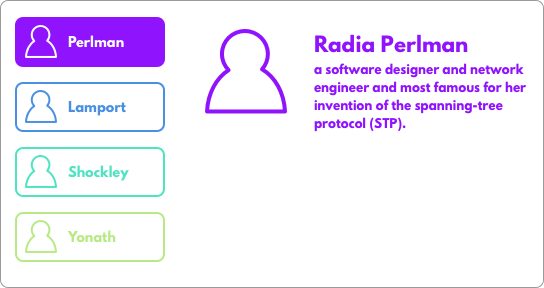 Perlman
Lamport
Shockley
Yonath
Radia Perlman
a software designer and network
engineer and most famous for her
invention of the spanning-tree
protocol (STP).